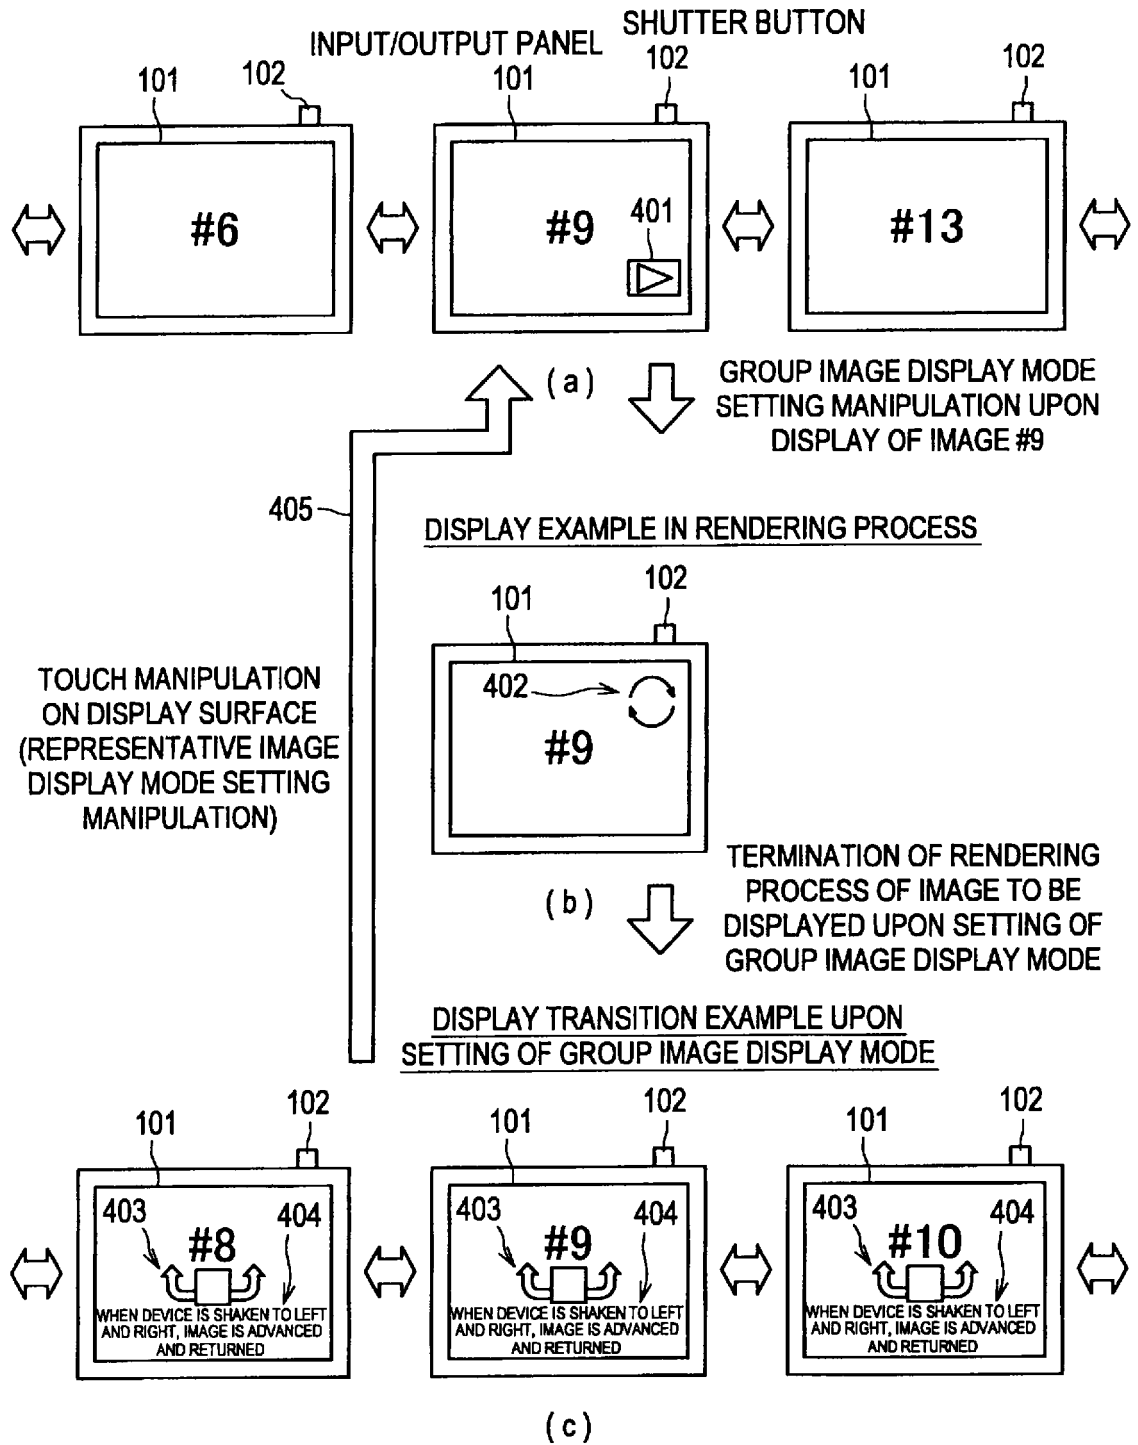 SHUTTER BUTTON
INPUT/OUTPUT PANEL
101
102
101
102
101
102
#6
#9
401
#13
(a)
GROUP IMAGE DISPLAY MODE
SETTING MANIPULATION UPON
DISPLAY OF IMAGE #9
405
DISPLAY EXAMPLE IN RENDERING PROCESS
101
102
402
#9
TOUCH MANIPULATION
ON DISPLAY SURFACE
(REPRESENTATIVE IMAGE
DISPLAY MODE SETTING
MANIPULATION)
(b)
TERMINATION OF RENDERING
PROCESS OF IMAGE TO BE
DISPLAYED UPON SETTING OF
GROUP IMAGE DISPLAY MODE
DISPLAY TRANSITION EXAMPLE UPON
SETTING OF GROUP IMAGE DISPLAY MODE
101
102
403
#8
404
WHEN DEVICE IS SHAKEN TO LEFT
AND RIGHT, IMAGE IS ADVANCED
AND RETURNED
101
102
403
#9
404
WHEN DEVICE IS SHAKEN TO LEFT
AND RIGHT, IMAGE IS ADVANCED
AND RETURNED
101
102
403
#10
404
WHEN DEVICE IS SHAKEN TO LEFT
AND RIGHT, IMAGE IS ADVANCED
AND RETURNED
(c)